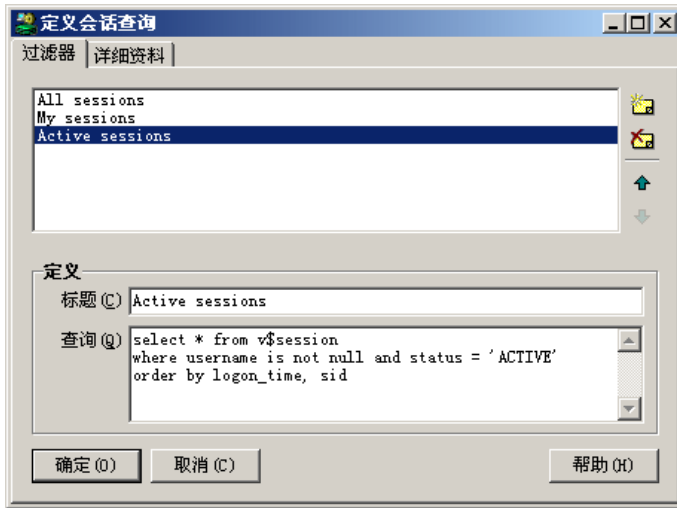 定义会话查询
过滤器 详细资料
All sessions
My sessions
Active sessions
定义
标题(C) Active sessions
查询(Q) select * from v$session
where username is not null and status = 'ACTIVE'
order by logon_time, sid
确定(O) 取消(C) 帮助(H)